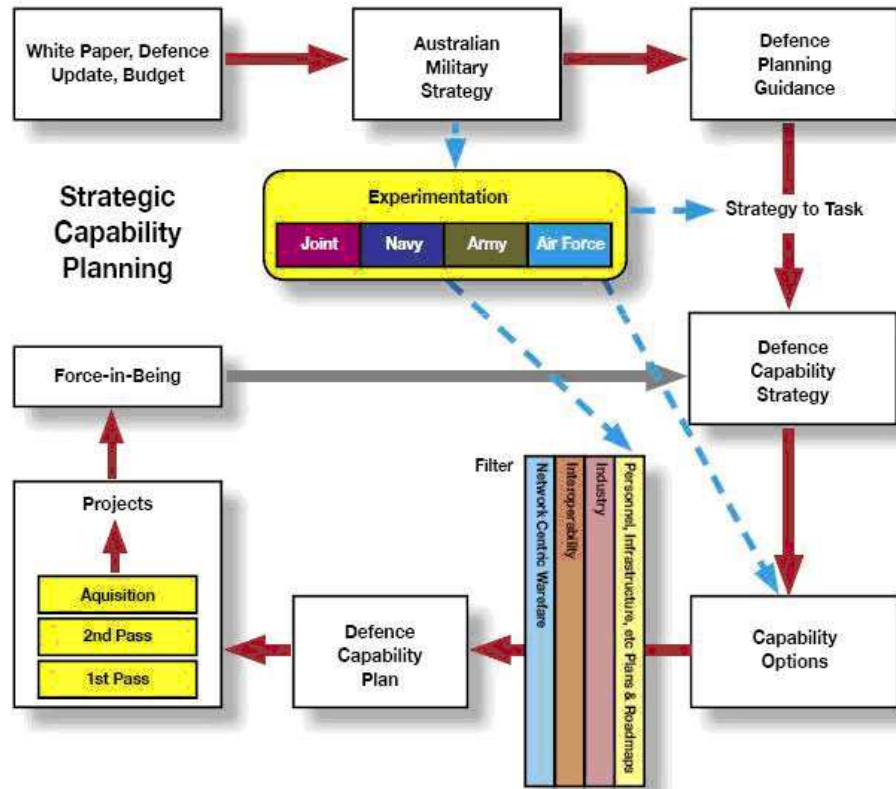 White Paper, Defence
Update, Budget
Australian
Military
Strategy
Defence
Planning
Guidance
Strategic
Capability
Planning
Experimentation
Joint
Navy
Army
Air Force
Strategy to Task
Force-in-Being
Defence
Capability
Strategy
Filter
Network Centric Warefare
Interoperability
Industry
Personnel, Infrastructure, etc Plans & Roadmaps
Projects
Aquisition
2nd Pass
1st Pass
Defence
Capability
Plan
Capability
Options